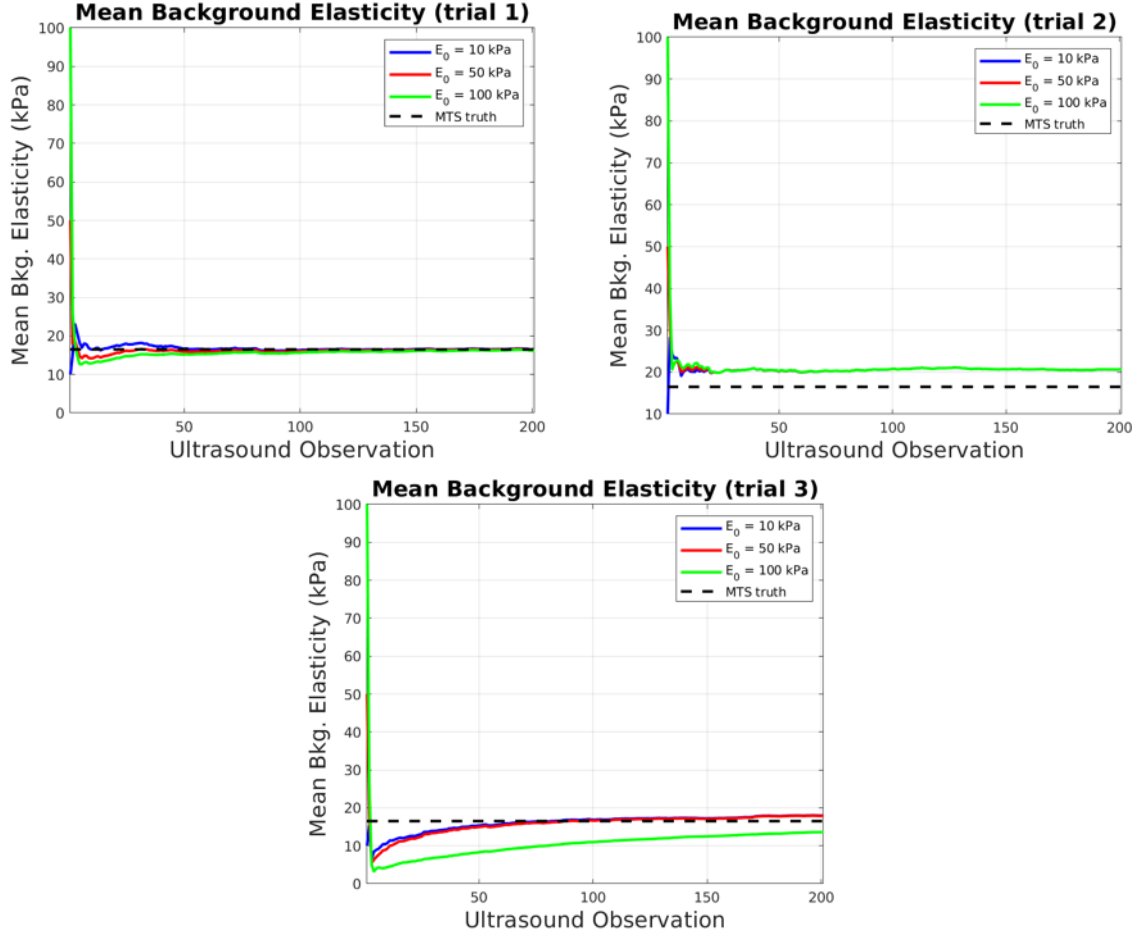 Mean Background Elasticity (trial 1)
Mean Bkg. Elasticity (kPa)
100
90
80
70
60
50
40
30
20
10
0
E₀ = 10 kPa
E₀ = 50 kPa
E₀ = 100 kPa
MTS truth
0
50
100
150
200
Ultrasound Observation
Mean Background Elasticity (trial 2)
Mean Bkg. Elasticity (kPa)
100
90
80
70
60
50
40
30
20
10
E₀ = 10 kPa
E₀ = 50 kPa
E₀ = 100 kPa
MTS truth
50
100
150
200
Ultrasound Observation
Mean Background Elasticity (trial 3)
Mean Bkg. Elasticity (kPa)
100
90
80
70
60
50
40
30
20
10
0
E₀ = 10 kPa
E₀ = 50 kPa
E₀ = 100 kPa
MTS truth
50
100
150
200
Ultrasound Observation